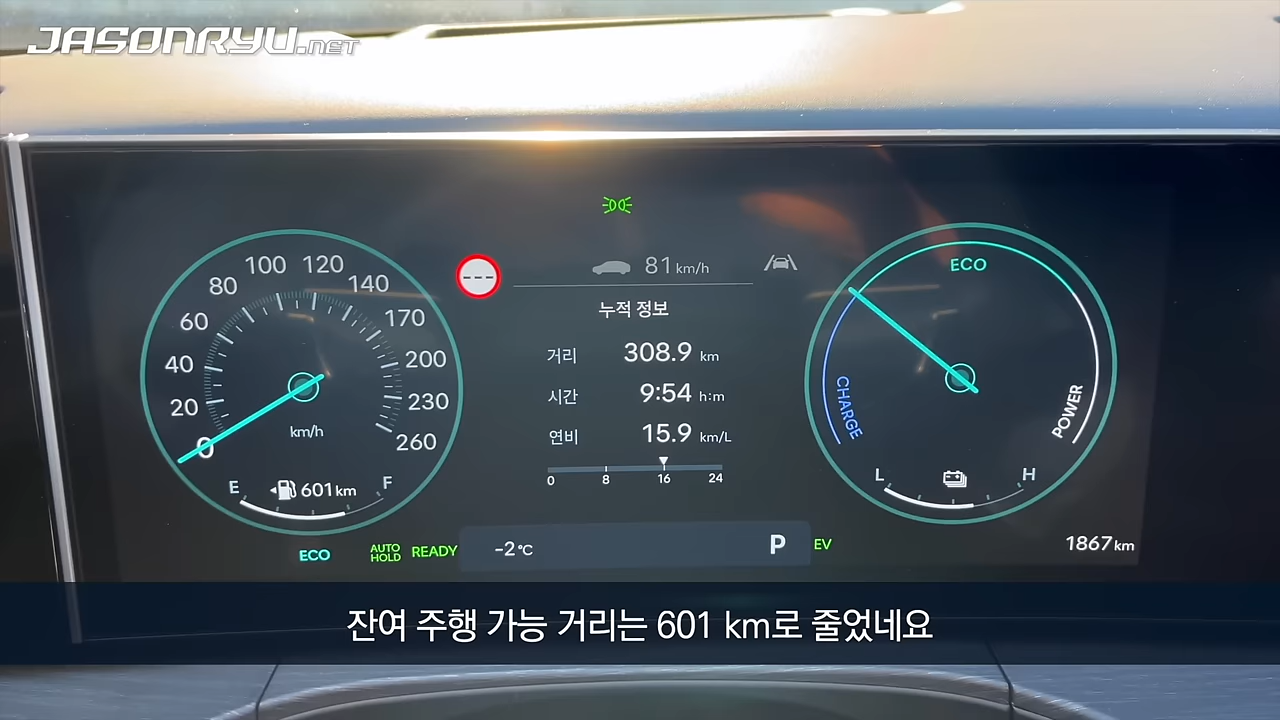 JASONRYU.NET
81 km/h
누적 정보
거리 308.9 km
시간 9:54 h:m
연비 15.9 km/L
0 8 16 24
0 20 40 60 80 100 120 140 170 200 230 260
km/h
E 601km F
ECO
CHARGE
POWER
L H
ECO AUTO HOLD READY -2°C P EV
1867 km
잔여 주행 가능 거리는 601 km로 줄었네요